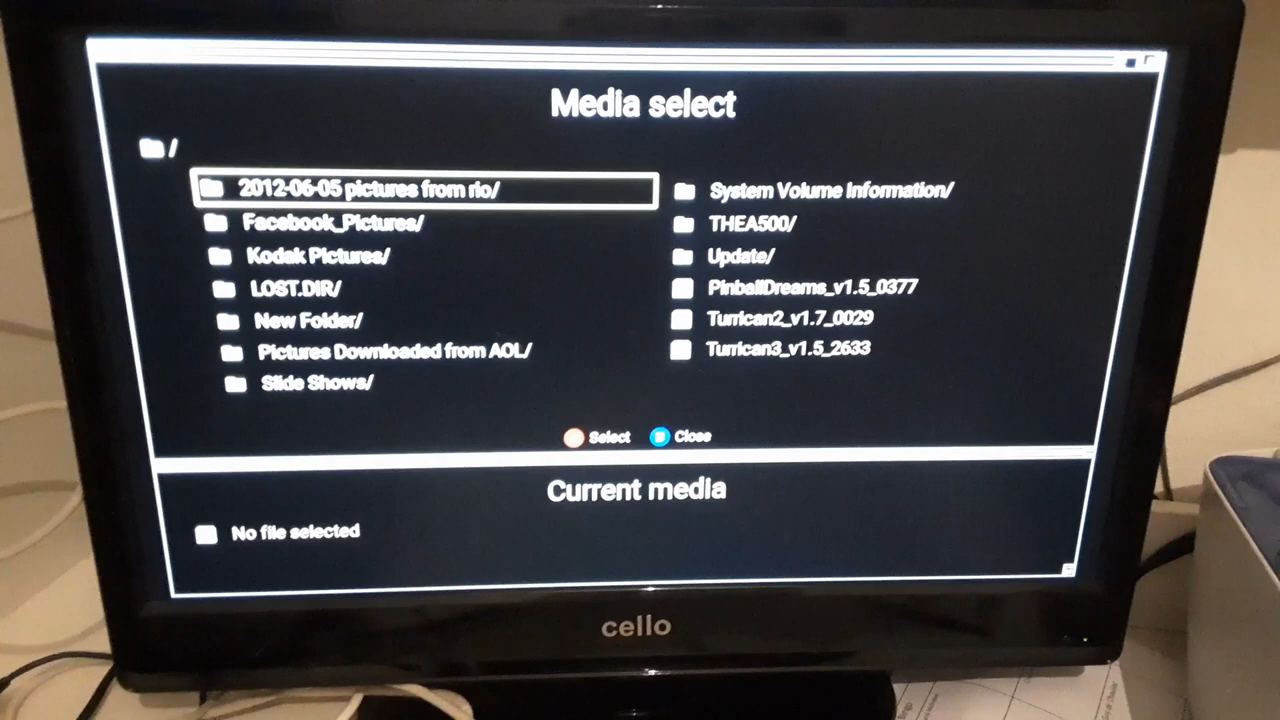 Media select
/
2012-06-05 pictures from rio/
Facebook_Pictures/
Kodak Pictures/
LOST.DIR/
New Folder/
Pictures Downloaded from AOL/
Slide Shows/
System Volume Information/
THEA500/
Update/
PinballDreams_v1.5_0377
Turrican2_v1.7_0029
Turrican3_v1.5_2633
Select
Close
Current media
No file selected
cello